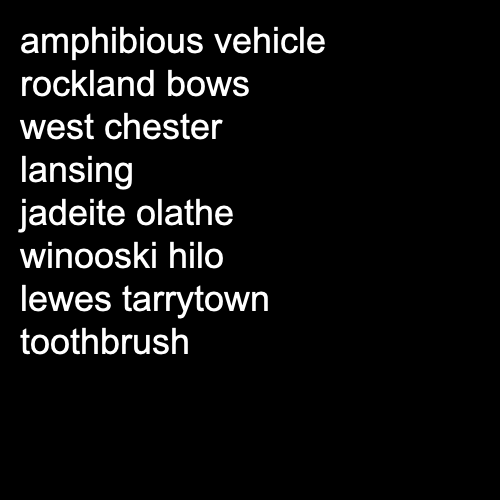 amphibious vehicle
rockland bows
west chester
lansing
jadeite olathe
winooski hilo
lewes tarrytown
toothbrush